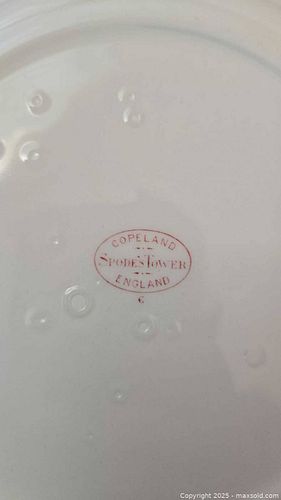 COPELAND
SPODE'S TOWER
ENGLAND
Copyright 2025 - maxsold.com